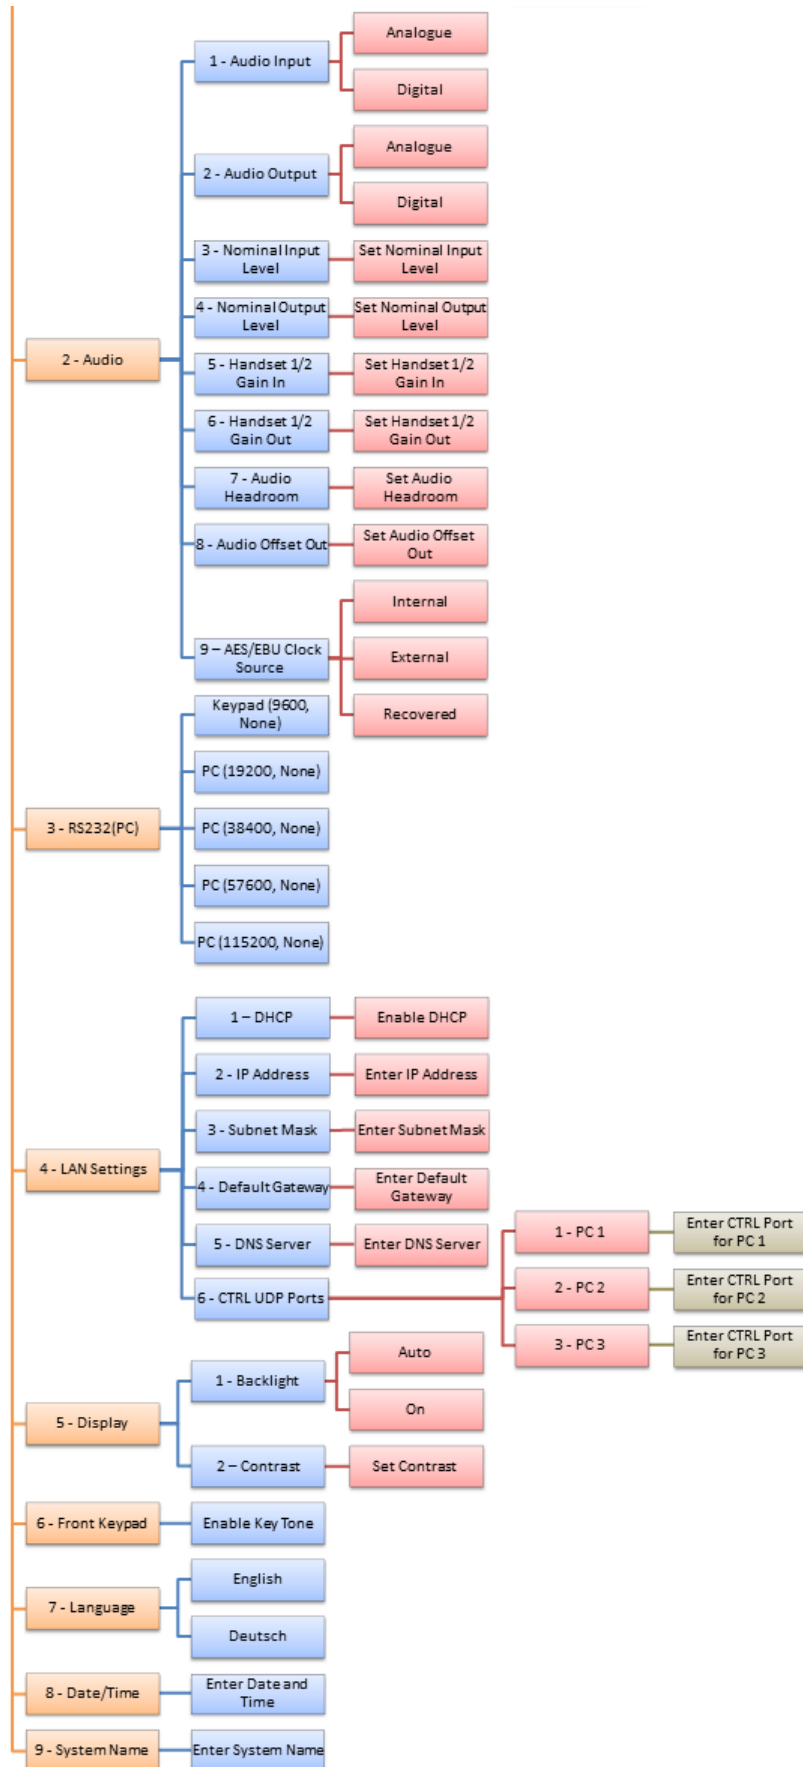 2 - Audio
1 - Audio Input
Analogue
Digital
2 - Audio Output
Analogue
Digital
3 - Nominal Input
Level
Set Nominal Input
Level
4 - Nominal Output
Level
Set Nominal Output
Level
5 - Handset 1/2
Gain In
Set Handset 1/2
Gain In
6 - Handset 1/2
Gain Out
Set Handset 1/2
Gain Out
7 - Audio
Headroom
Set Audio
Headroom
8 - Audio Offset Out
Set Audio Offset
Out
9 – AES/EBU Clock
Source
Internal
External
Recovered
3 - RS232(PC)
Keypad (9600,
None)
PC (19200, None)
PC (38400, None)
PC (57600, None)
PC (115200, None)
4 - LAN Settings
1 – DHCP
Enable DHCP
2 - IP Address
Enter IP Address
3 - Subnet Mask
Enter Subnet Mask
4 - Default Gateway
Enter Default
Gateway
5 - DNS Server
Enter DNS Server
6 - CTRL UDP Ports
1 - PC 1
Enter CTRL Port
for PC 1
2 - PC 2
Enter CTRL Port
for PC 2
3 - PC 3
Enter CTRL Port
for PC 3
5 - Display
1 - Backlight
Auto
On
2 – Contrast
Set Contrast
6 - Front Keypad
Enable Key Tone
7 - Language
English
Deutsch
8 - Date/Time
Enter Date and
Time
9 - System Name
Enter System Name